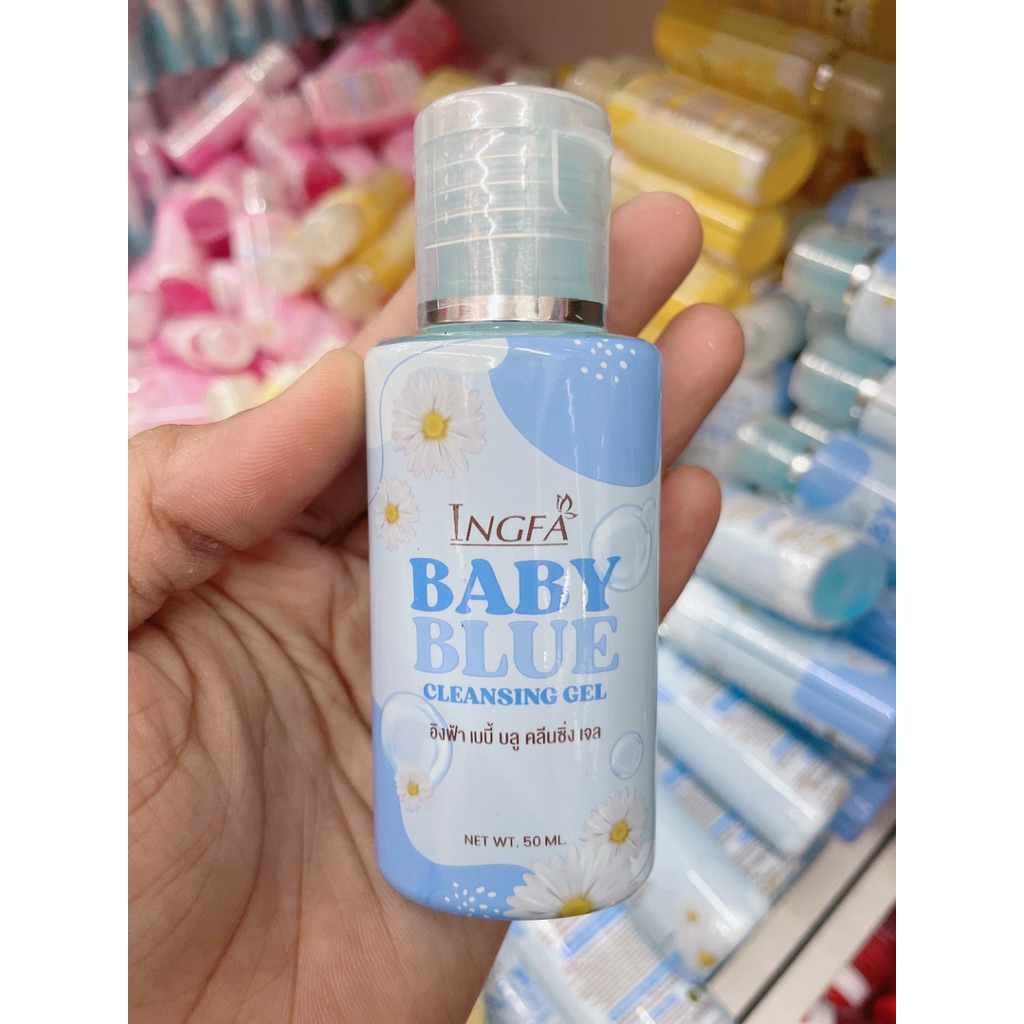 INGFA
BABY
BLUE
CLEANSING GEL
อิงฟ้า เบบี้ บลู คลีนซิ่ง เจล
NET WT. 50 ML.